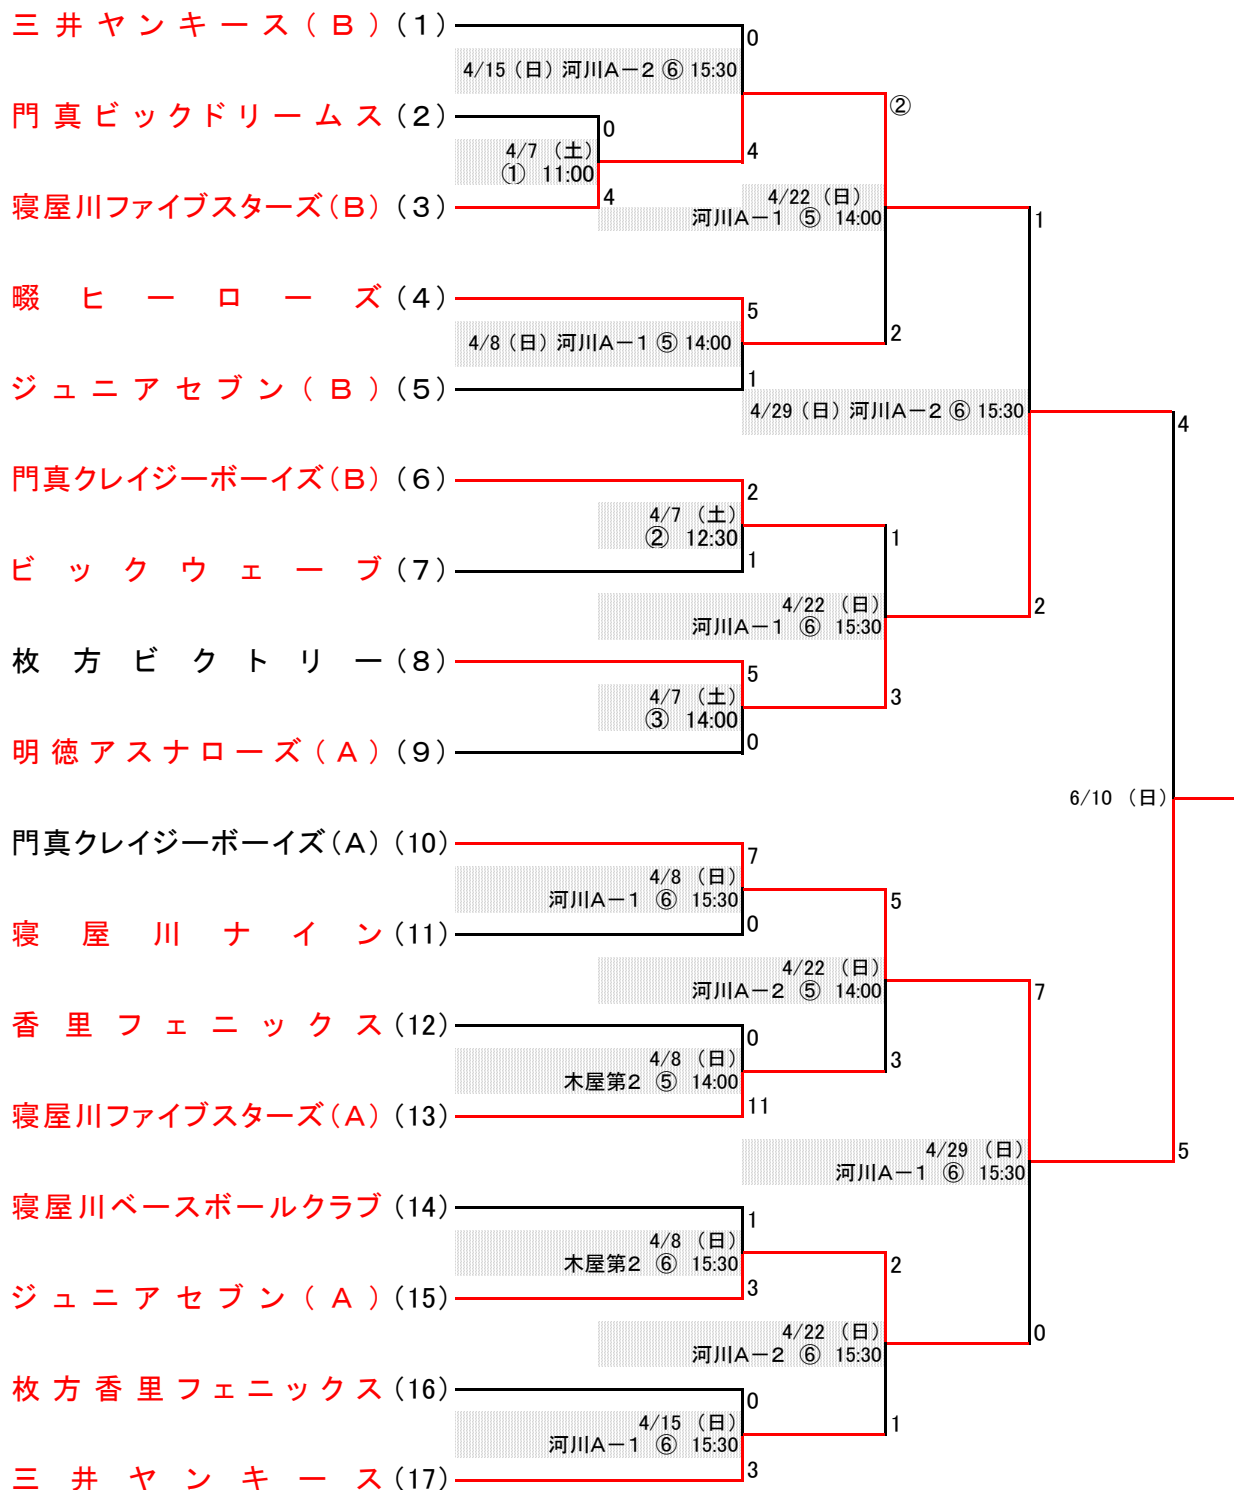 三井ヤンキース(B)(1)
0
4/15(日)河川A-2 ⑥ 15:30
②
門真ビックドリームス(2)
0
4/7 (土)
① 11:00
4
4
寝屋川ファイブスターズ(B)(3)
4/22 (日)
河川A-1 ⑤ 14:00
1
畷ヒーローズ(4)
5
4/8(日)河川A-1 ⑤ 14:00
2
1
ジュニアセブン(B)(5)
4/29(日)河川A-2 ⑥ 15:30
4
門真クレイジーボーイズ(B)(6)
2
4/7 (土)
② 12:30
1
1
ビックウェーブ(7)
4/22 (日)
河川A-1 ⑥ 15:30
2
枚方ビクトリー(8)
5
4/7 (土)
③ 14:00
3
0
明徳アスナローズ(A)(9)
6/10 (日)
門真クレイジーボーイズ(A)(10)
7
4/8 (日)
河川A-1 ⑥ 15:30
5
0
寝屋川ナイン(11)
4/22 (日)
河川A-2 ⑤ 14:00
7
香里フェニックス(12)
0
4/8 (日)
木屋第2 ⑤ 14:00
3
11
寝屋川ファイブスターズ(A)(13)
4/29 (日)
河川A-1 ⑥ 15:30
5
寝屋川ベースボールクラブ(14)
1
4/8 (日)
木屋第2 ⑥ 15:30
2
3
ジュニアセブン(A)(15)
4/22 (日)
河川A-2 ⑥ 15:30
0
枚方香里フェニックス(16)
0
4/15 (日)
河川A-1 ⑥ 15:30
1
3
三井ヤンキース(17)